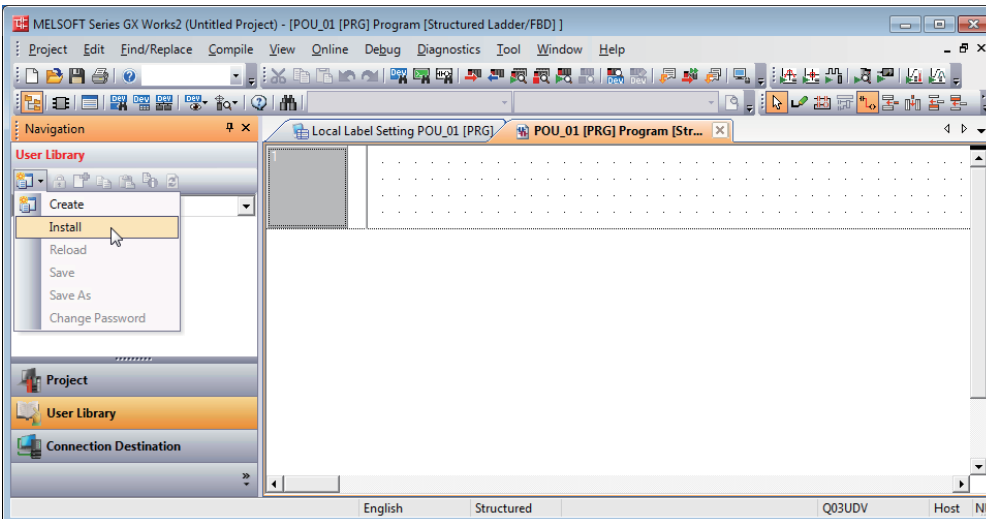 MELSOFT Series GX Works2 (Untitled Project) - [POU_01 [PRG] Program [Structured Ladder/FBD] ]
Project Edit Find/Replace Compile View Online Debug Diagnostics Tool Window Help
Navigation
Local Label Setting POU_01 [PRG]
POU_01 [PRG] Program [Str...
User Library
1
Create
Install
Reload
Save
Save As
Change Password
Project
User Library
Connection Destination
English Structured Q03UDV Host